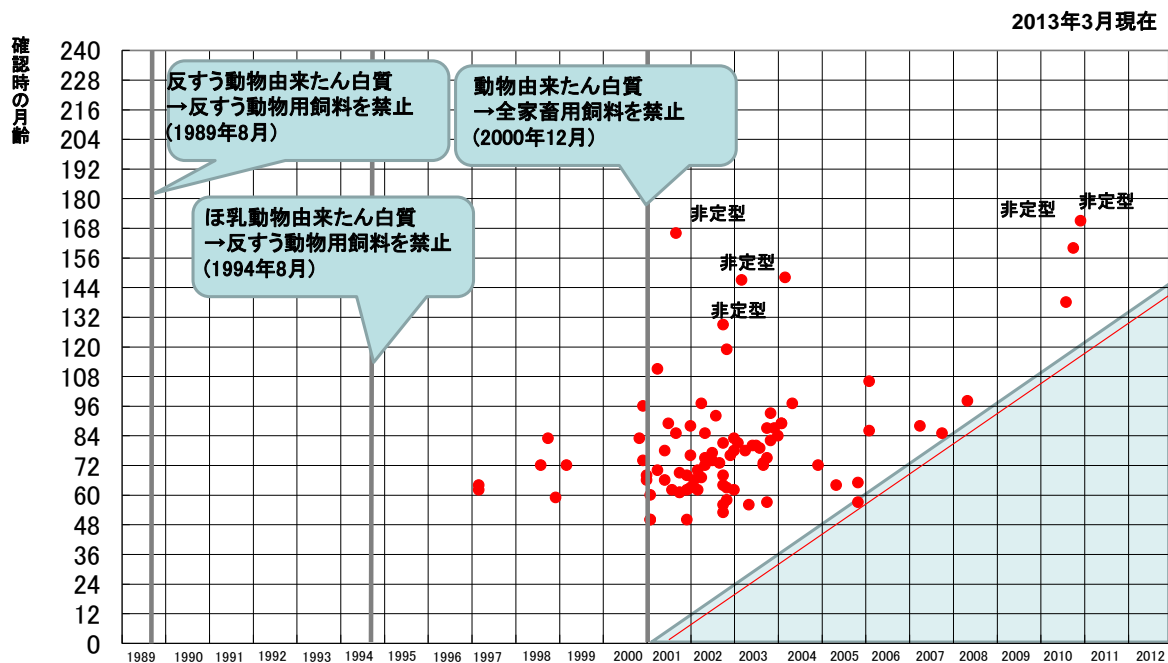 2013年3月現在
確認時の月齢
240
228
216
204
192
180
168
156
144
132
120
108
96
84
72
60
48
36
24
12
0
反すう動物由来たん白質
→反すう動物用飼料を禁止
(1989年8月)
動物由来たん白質
→全家畜用飼料を禁止
(2000年12月)
ほ乳動物由来たん白質
→反すう動物用飼料を禁止
(1994年8月)
非定型
非定型
非定型
非定型
非定型
1989 1990 1991 1992 1993 1994 1995 1996 1997 1998 1999 2000 2001 2002 2003 2004 2005 2006 2007 2008 2009 2010 2011 2012